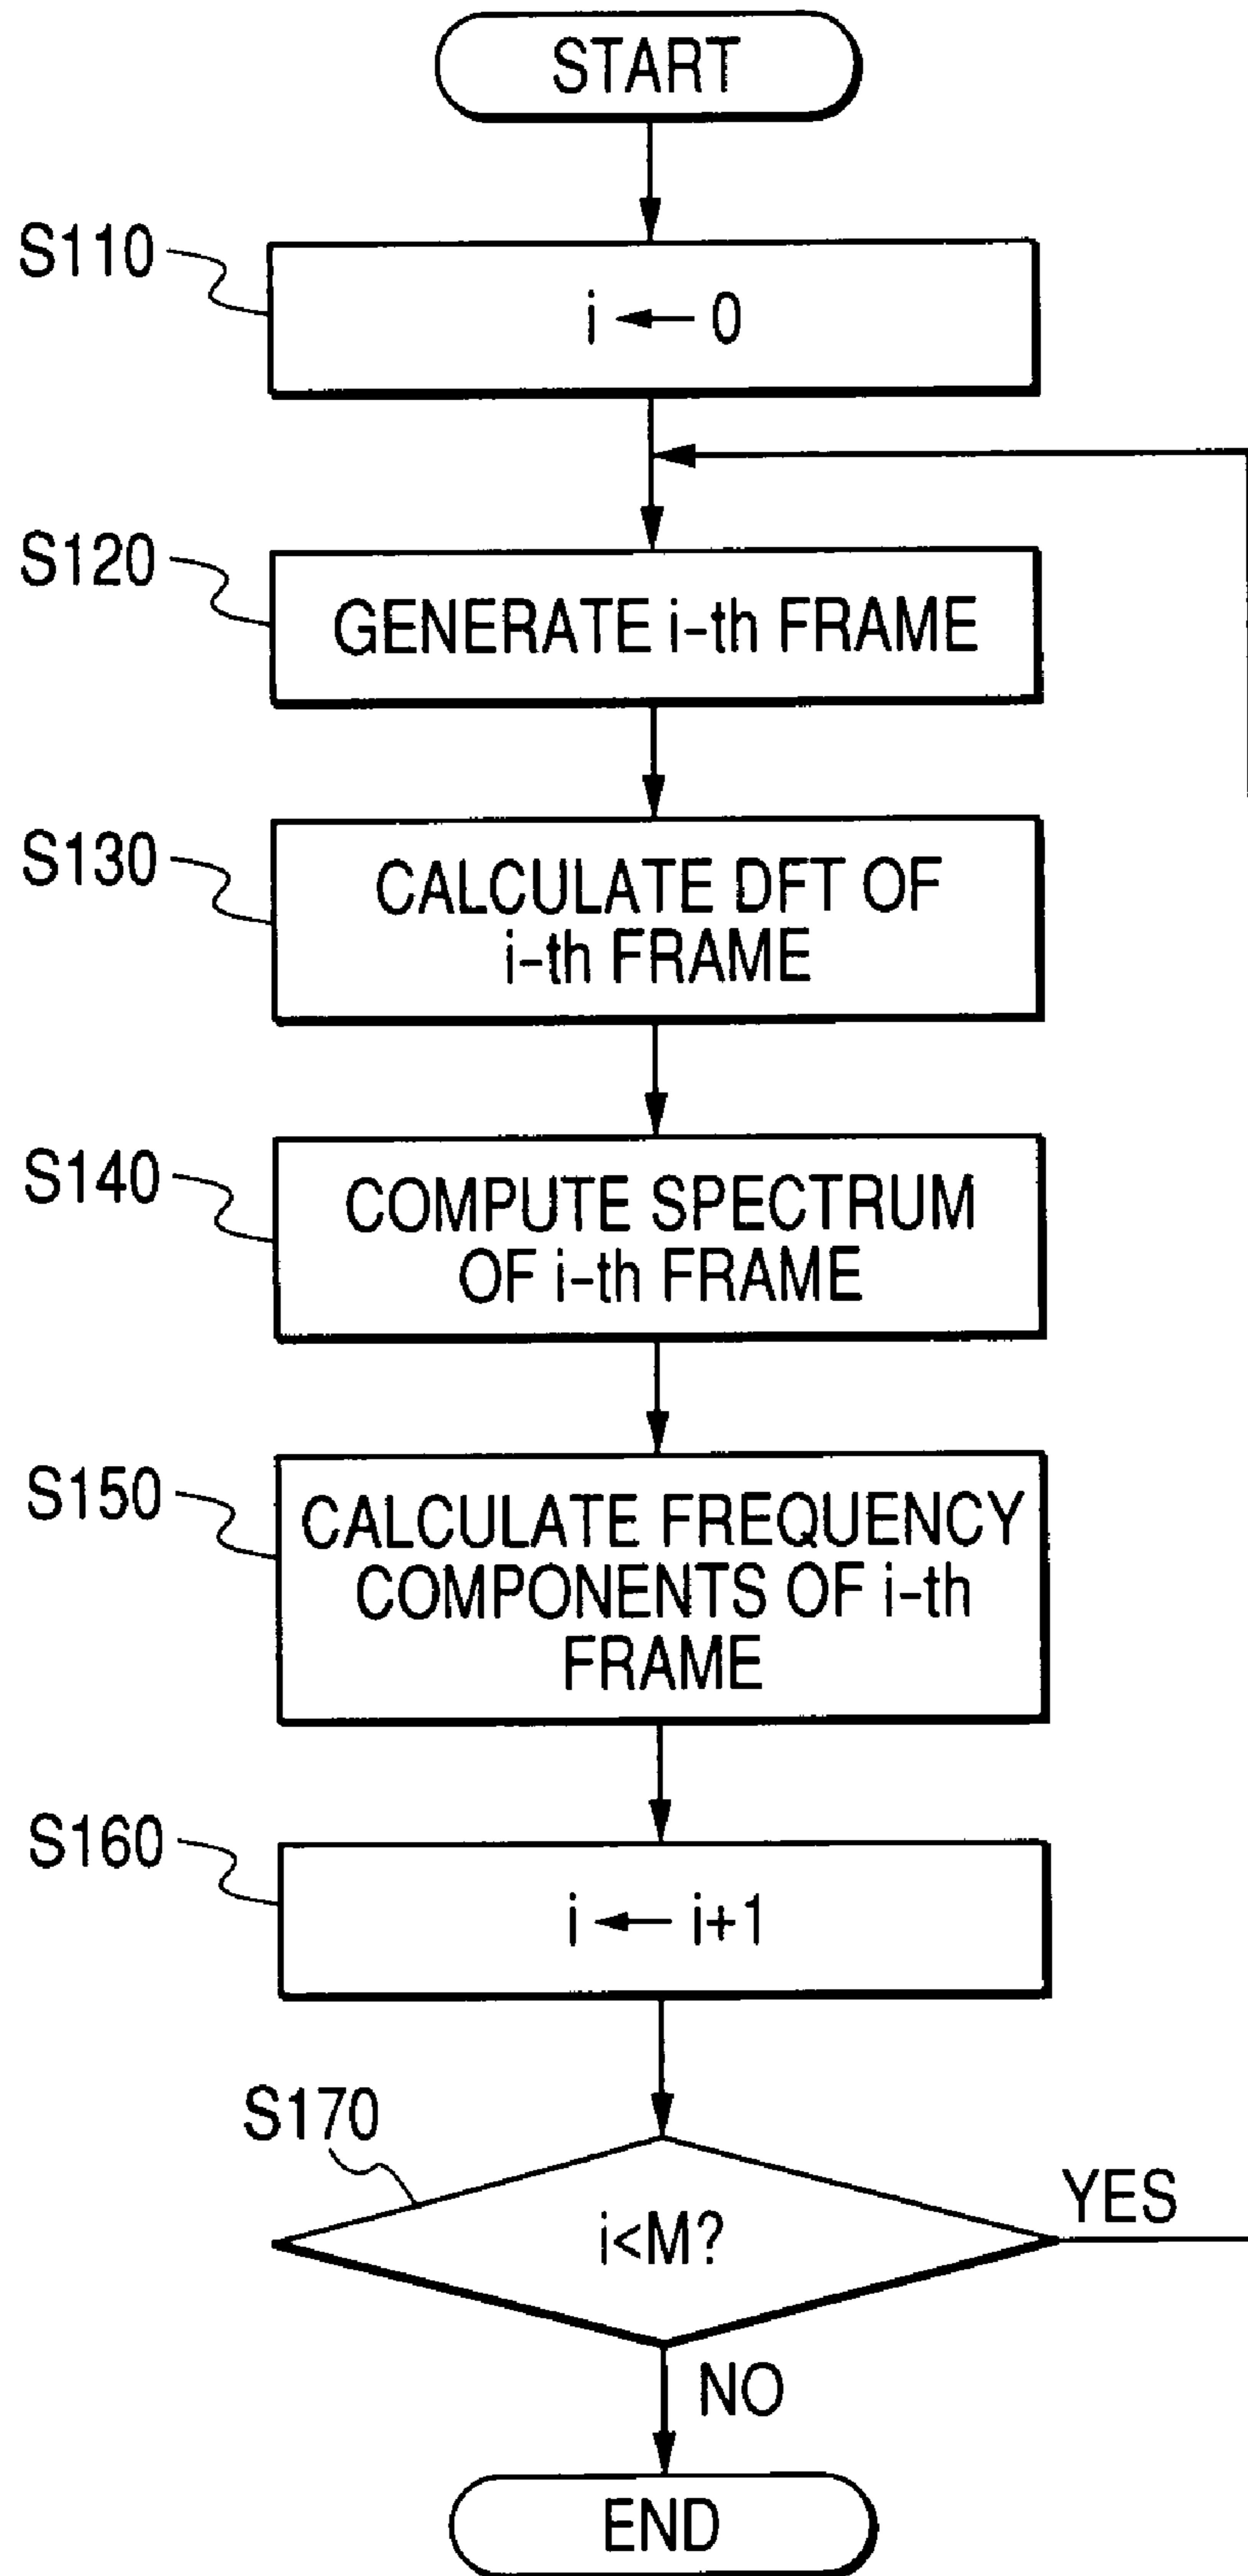 START
S110
i ← 0
S120
GENERATE i-th FRAME
S130
CALCULATE DFT OF
i-th FRAME
S140
COMPUTE SPECTRUM
OF i-th FRAME
S150
CALCULATE FREQUENCY
COMPONENTS OF i-th
FRAME
S160
i ← i+1
S170
i<M?
YES
NO
END